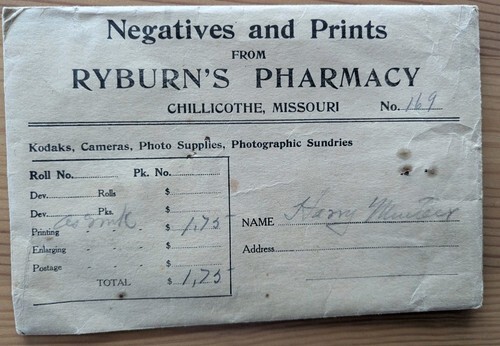 Negatives and Prints
FROM
RYBURN'S PHARMACY
CHILLICOTHE, MISSOURI No. 169
Kodaks, Cameras, Photo Supplies, Photographic Sundries
Roll No. Pk. No.
Dev. Rolls $
Dev. Pks. $
Printing $ 1,75
Enlarging $
Postage $
TOTAL $ 1,75
NAME Harry
Address